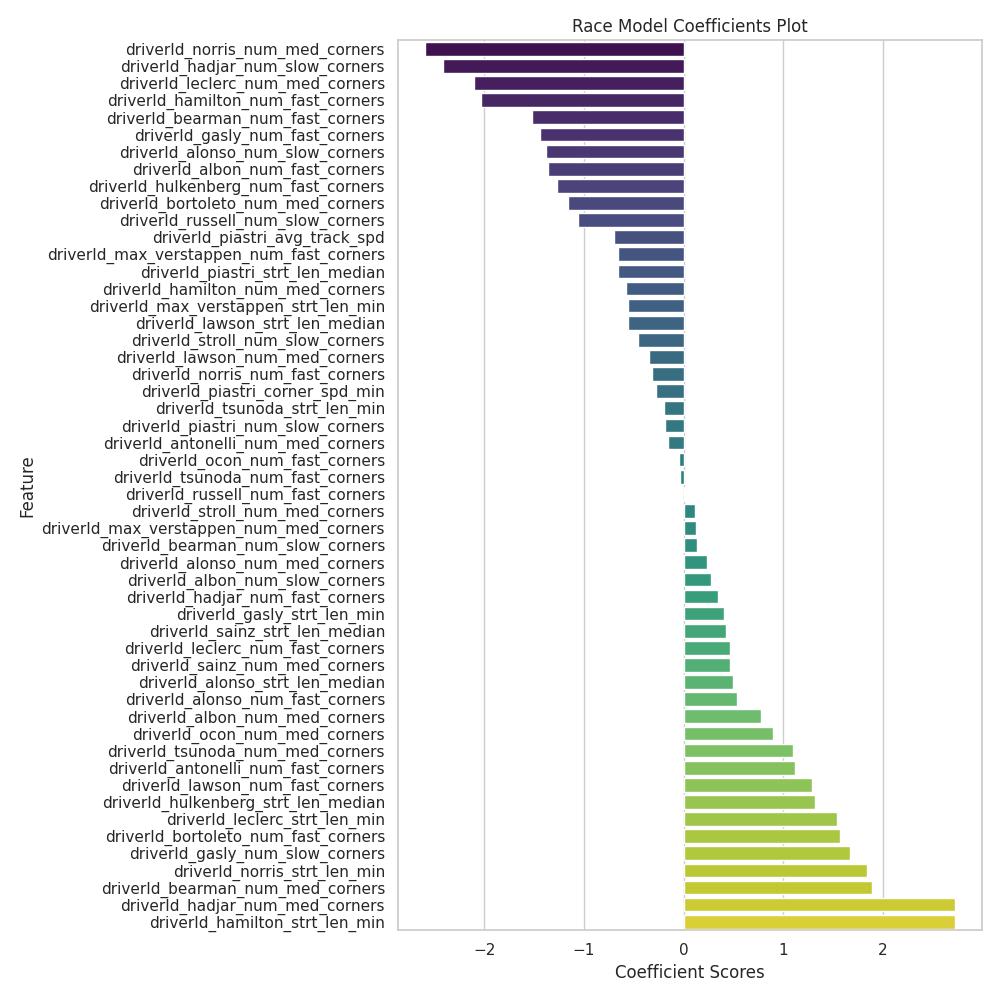 Race Model Coefficients Plot
driverId_norris_num_med_corners
driverId_hadjar_num_slow_corners
driverId_leclerc_num_med_corners
driverId_hamilton_num_fast_corners
driverId_bearman_num_fast_corners
driverId_gasly_num_fast_corners
driverId_alonso_num_slow_corners
driverId_albon_num_fast_corners
driverId_hulkenberg_num_fast_corners
driverId_bortoleto_num_med_corners
driverId_russell_num_slow_corners
driverId_piastri_avg_track_spd
driverId_max_verstappen_num_fast_corners
driverId_piastri_strt_len_median
driverId_hamilton_num_med_corners
driverId_max_verstappen_strt_len_min
driverId_lawson_strt_len_median
driverId_stroll_num_slow_corners
driverId_lawson_num_med_corners
driverId_norris_num_fast_corners
driverId_piastri_corner_spd_min
driverId_tsunoda_strt_len_min
driverId_piastri_num_slow_corners
driverId_antonelli_num_med_corners
driverId_ocon_num_fast_corners
driverId_tsunoda_num_fast_corners
driverId_russell_num_fast_corners
driverId_stroll_num_med_corners
driverId_max_verstappen_num_med_corners
driverId_bearman_num_slow_corners
driverId_alonso_num_med_corners
driverId_albon_num_slow_corners
driverId_hadjar_num_fast_corners
driverId_gasly_strt_len_min
driverId_sainz_strt_len_median
driverId_leclerc_num_fast_corners
driverId_sainz_num_med_corners
driverId_alonso_strt_len_median
driverId_alonso_num_fast_corners
driverId_albon_num_med_corners
driverId_ocon_num_med_corners
driverId_tsunoda_num_med_corners
driverId_antonelli_num_fast_corners
driverId_lawson_num_fast_corners
driverId_hulkenberg_strt_len_median
driverId_leclerc_strt_len_min
driverId_bortoleto_num_fast_corners
driverId_gasly_num_slow_corners
driverId_norris_strt_len_min
driverId_bearman_num_med_corners
driverId_hadjar_num_med_corners
driverId_hamilton_strt_len_min
Feature
−2 −1 0 1 2
Coefficient Scores